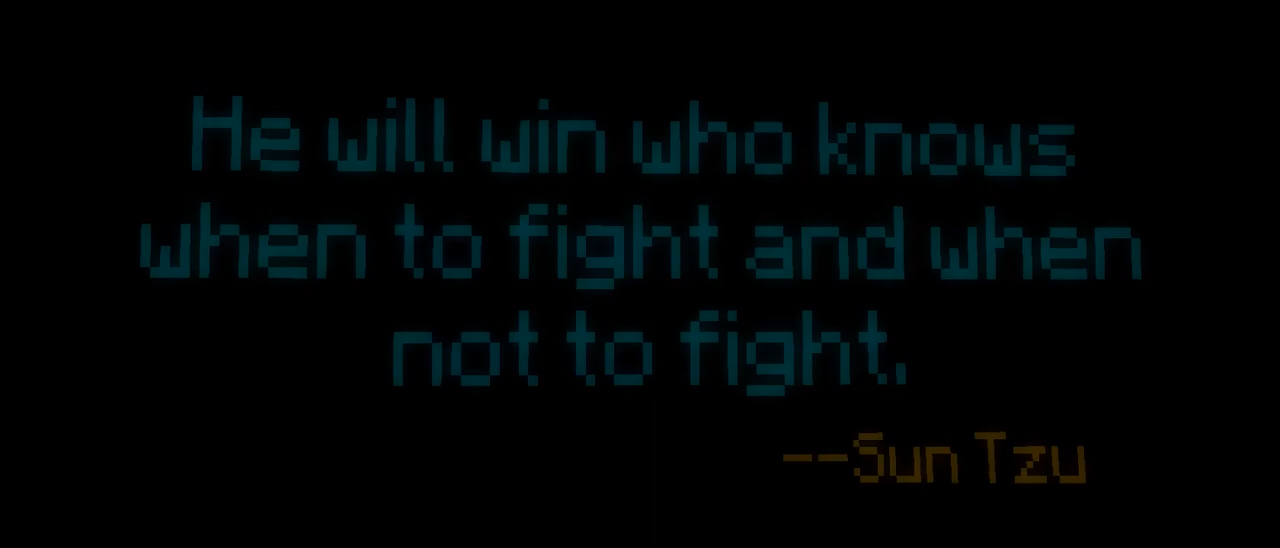 He will win who knows
when to fight and when
not to fight.
--Sun Tzu